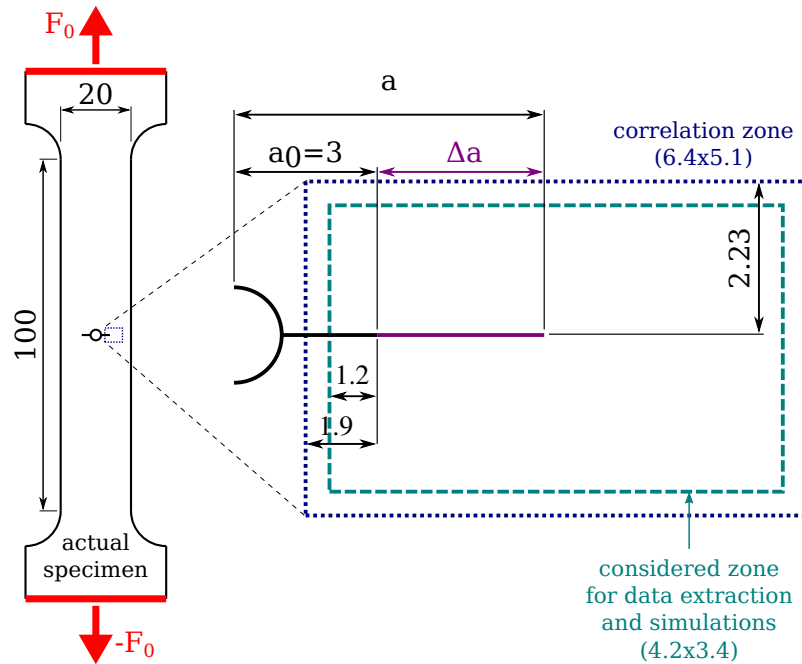 F0
20
100
actual
specimen
-F0
a
a0=3
Δa
correlation zone
(6.4x5.1)
2.23
1.2
1.9
considered zone
for data extraction
and simulations
(4.2x3.4)